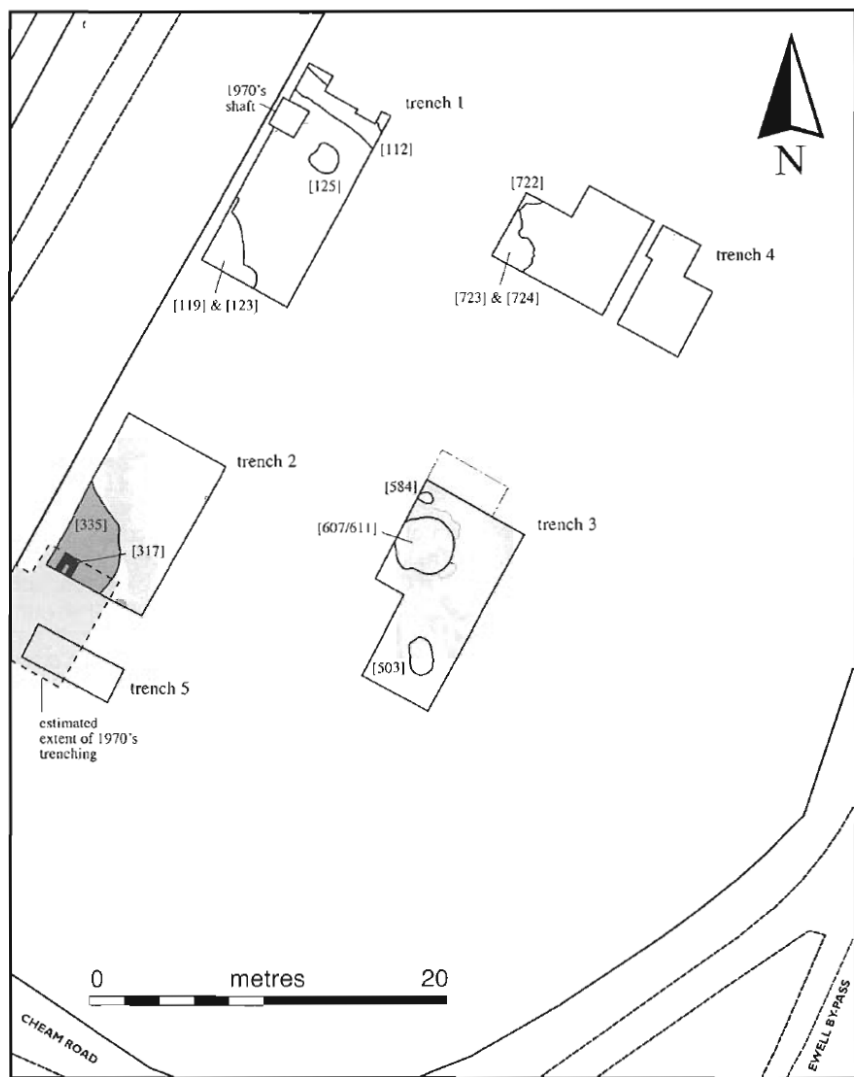 1970's
shaft
trench 1
[112]
[125]
N
[722]
trench 4
[119] & [123]
[723] & [724]
trench 2
[584]
[335]
[607/611]
trench 3
[317]
[503]
trench 5
estimated
extent of 1970's
trenching
0 metres 20
CHEAM ROAD
EWELL BY-PASS